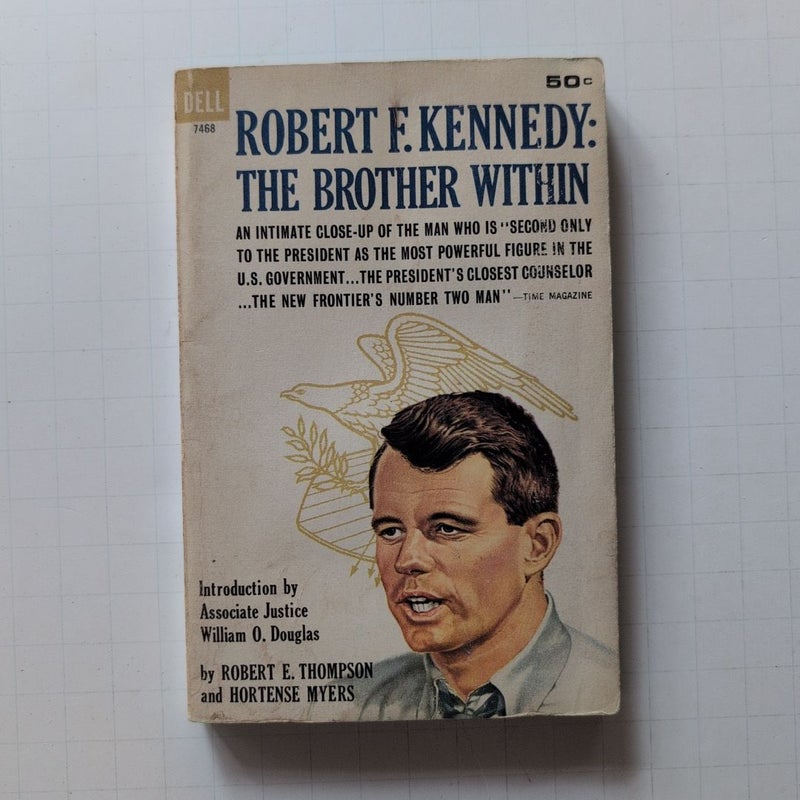 DELL
7468
50c
ROBERT F. KENNEDY:
THE BROTHER WITHIN
AN INTIMATE CLOSE-UP OF THE MAN WHO IS "SECOND ONLY
TO THE PRESIDENT AS THE MOST POWERFUL FIGURE IN THE
U.S. GOVERNMENT...THE PRESIDENT'S CLOSEST COUNSELOR
...THE NEW FRONTIER'S NUMBER TWO MAN"—TIME MAGAZINE
Introduction by
Associate Justice
William O. Douglas
by ROBERT E. THOMPSON
and HORTENSE MYERS